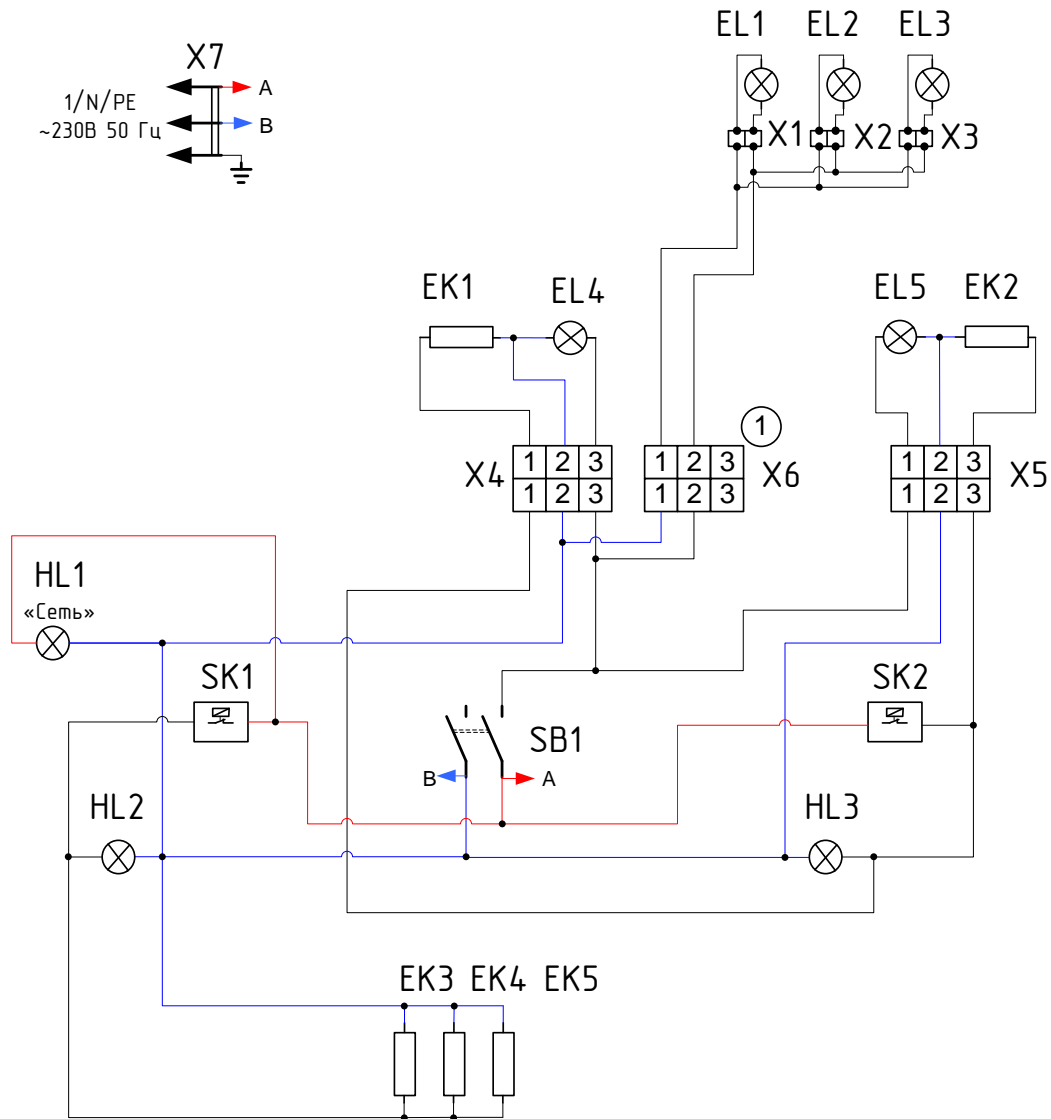 EL1 EL2 EL3
X7
A
1/N/PE
B
~230В 50 Гц
X1 X2 X3
EK1 EL4 EL5 EK2
1
1 2 3 1 2 3 1 2 3
X4 X6 X5
1 2 3 1 2 3 1 2 3
HL1
«Сеть»
SK1 SK2
SB1
B A
HL2 HL3
EK3 EK4 EK5